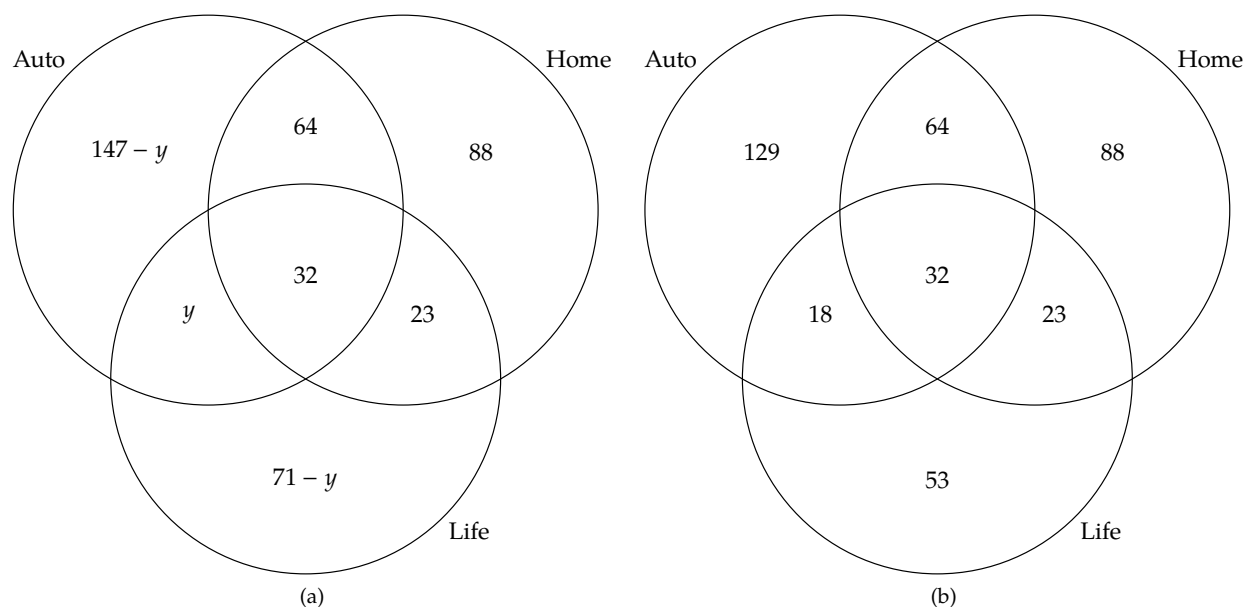 Auto
Home
147 − y
64
88
32
y
23
71 − y
Life
(a)
Auto
Home
129
64
88
32
18
23
53
Life
(b)